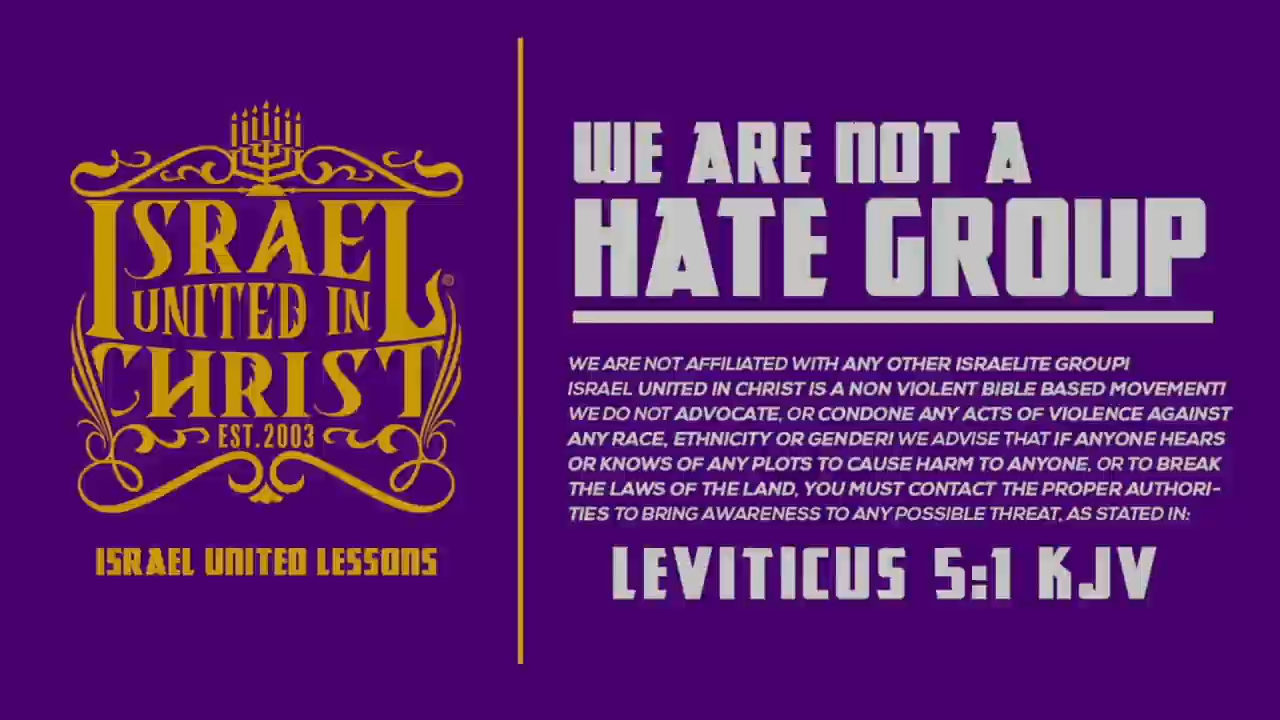 ISRAEL
UNITED IN
CHRIST
EST.2003
ISRAEL UNITED LESSONS
WE ARE NOT A
HATE GROUP
WE ARE NOT AFFILIATED WITH ANY OTHER ISRAELITE GROUP!
ISRAEL UNITED IN CHRIST IS A NON VIOLENT BIBLE BASED MOVEMENT!
WE DO NOT ADVOCATE, OR CONDONE ANY ACTS OF VIOLENCE AGAINST
ANY RACE, ETHNICITY OR GENDER! WE ADVISE THAT IF ANYONE HEARS
OR KNOWS OF ANY PLOTS TO CAUSE HARM TO ANYONE, OR TO BREAK
THE LAWS OF THE LAND, YOU MUST CONTACT THE PROPER AUTHORI-
TIES TO BRING AWARENESS TO ANY POSSIBLE THREAT, AS STATED IN:
LEVITICUS 5:1 KJV